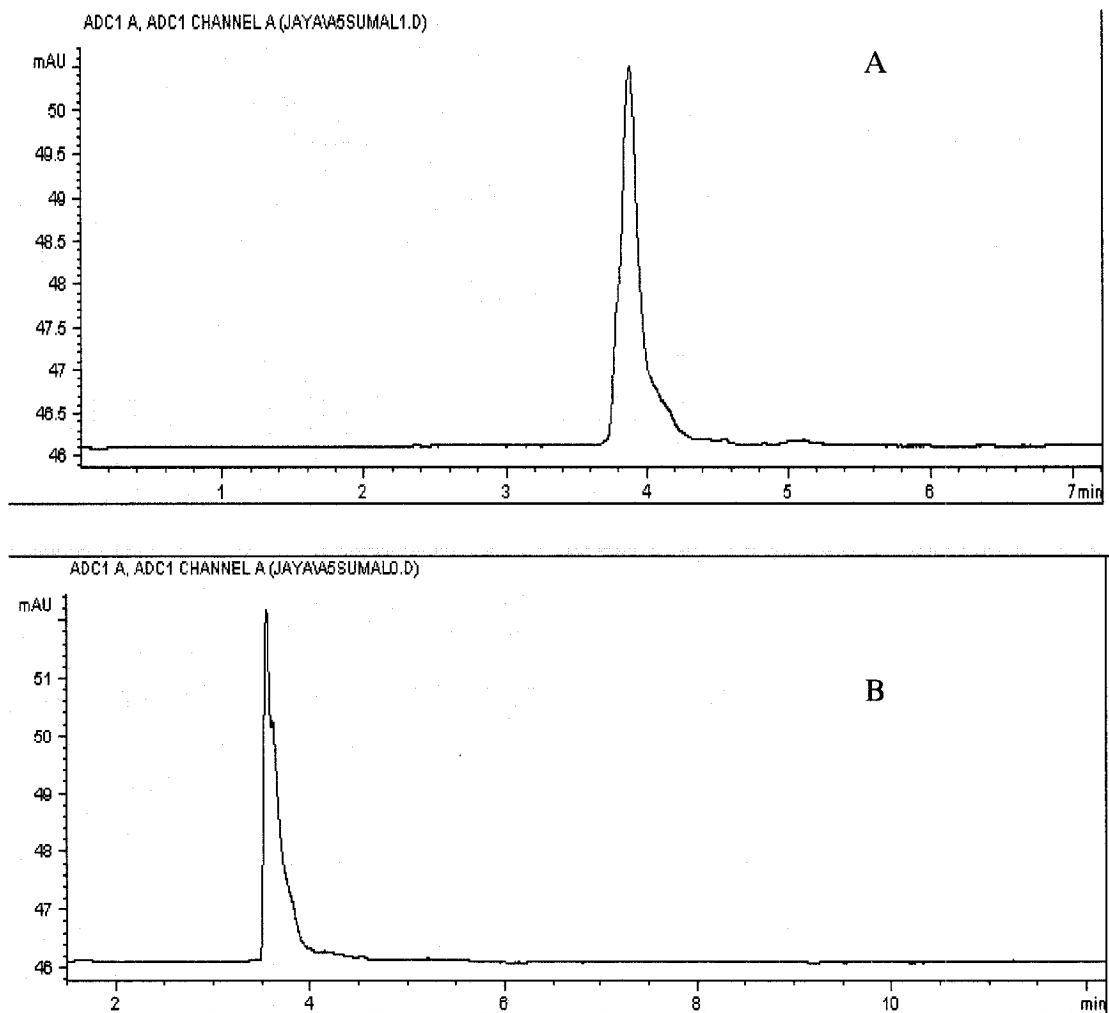 ADC1 A, ADC1 CHANNEL A (JAYA\A5SUMAL1.D)
mAU
A
50
49.5
49
48.5
48
47.5
47
46.5
46
1 2 3 4 5 6 7 min
ADC1 A, ADC1 CHANNEL A (JAYA\A5SUMAL0.D)
mAU
51
B
50
49
48
47
46
2 4 6 8 10 min